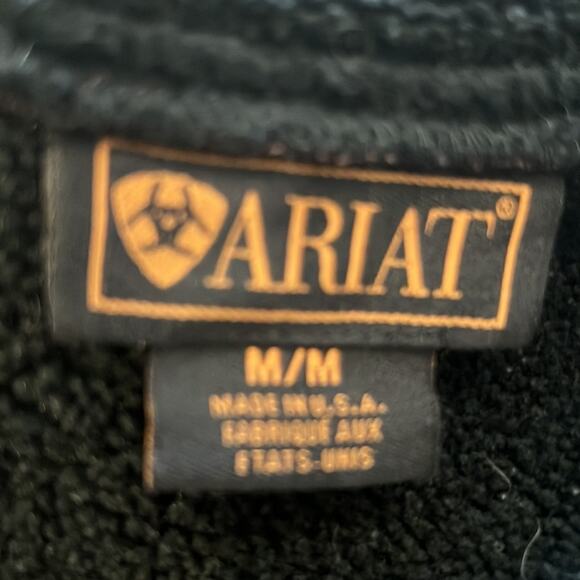 ARIAT®
M/M
MADE IN U.S.A.
FABRIQUÉ AUX
ÉTATS-UNIS